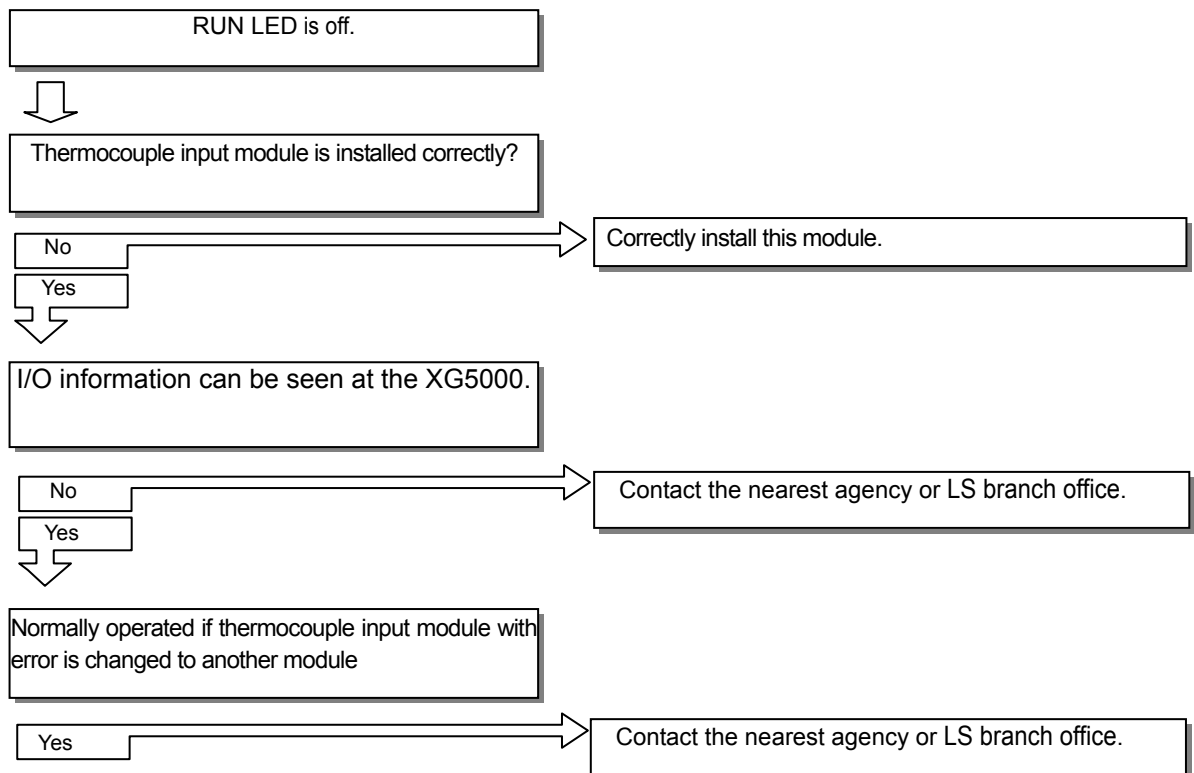 RUN LED is off.
Thermocouple input module is installed correctly?
No
Correctly install this module.
Yes
I/O information can be seen at the XG5000.
No
Contact the nearest agency or LS branch office.
Yes
Normally operated if thermocouple input module with
error is changed to another module
Yes
Contact the nearest agency or LS branch office.